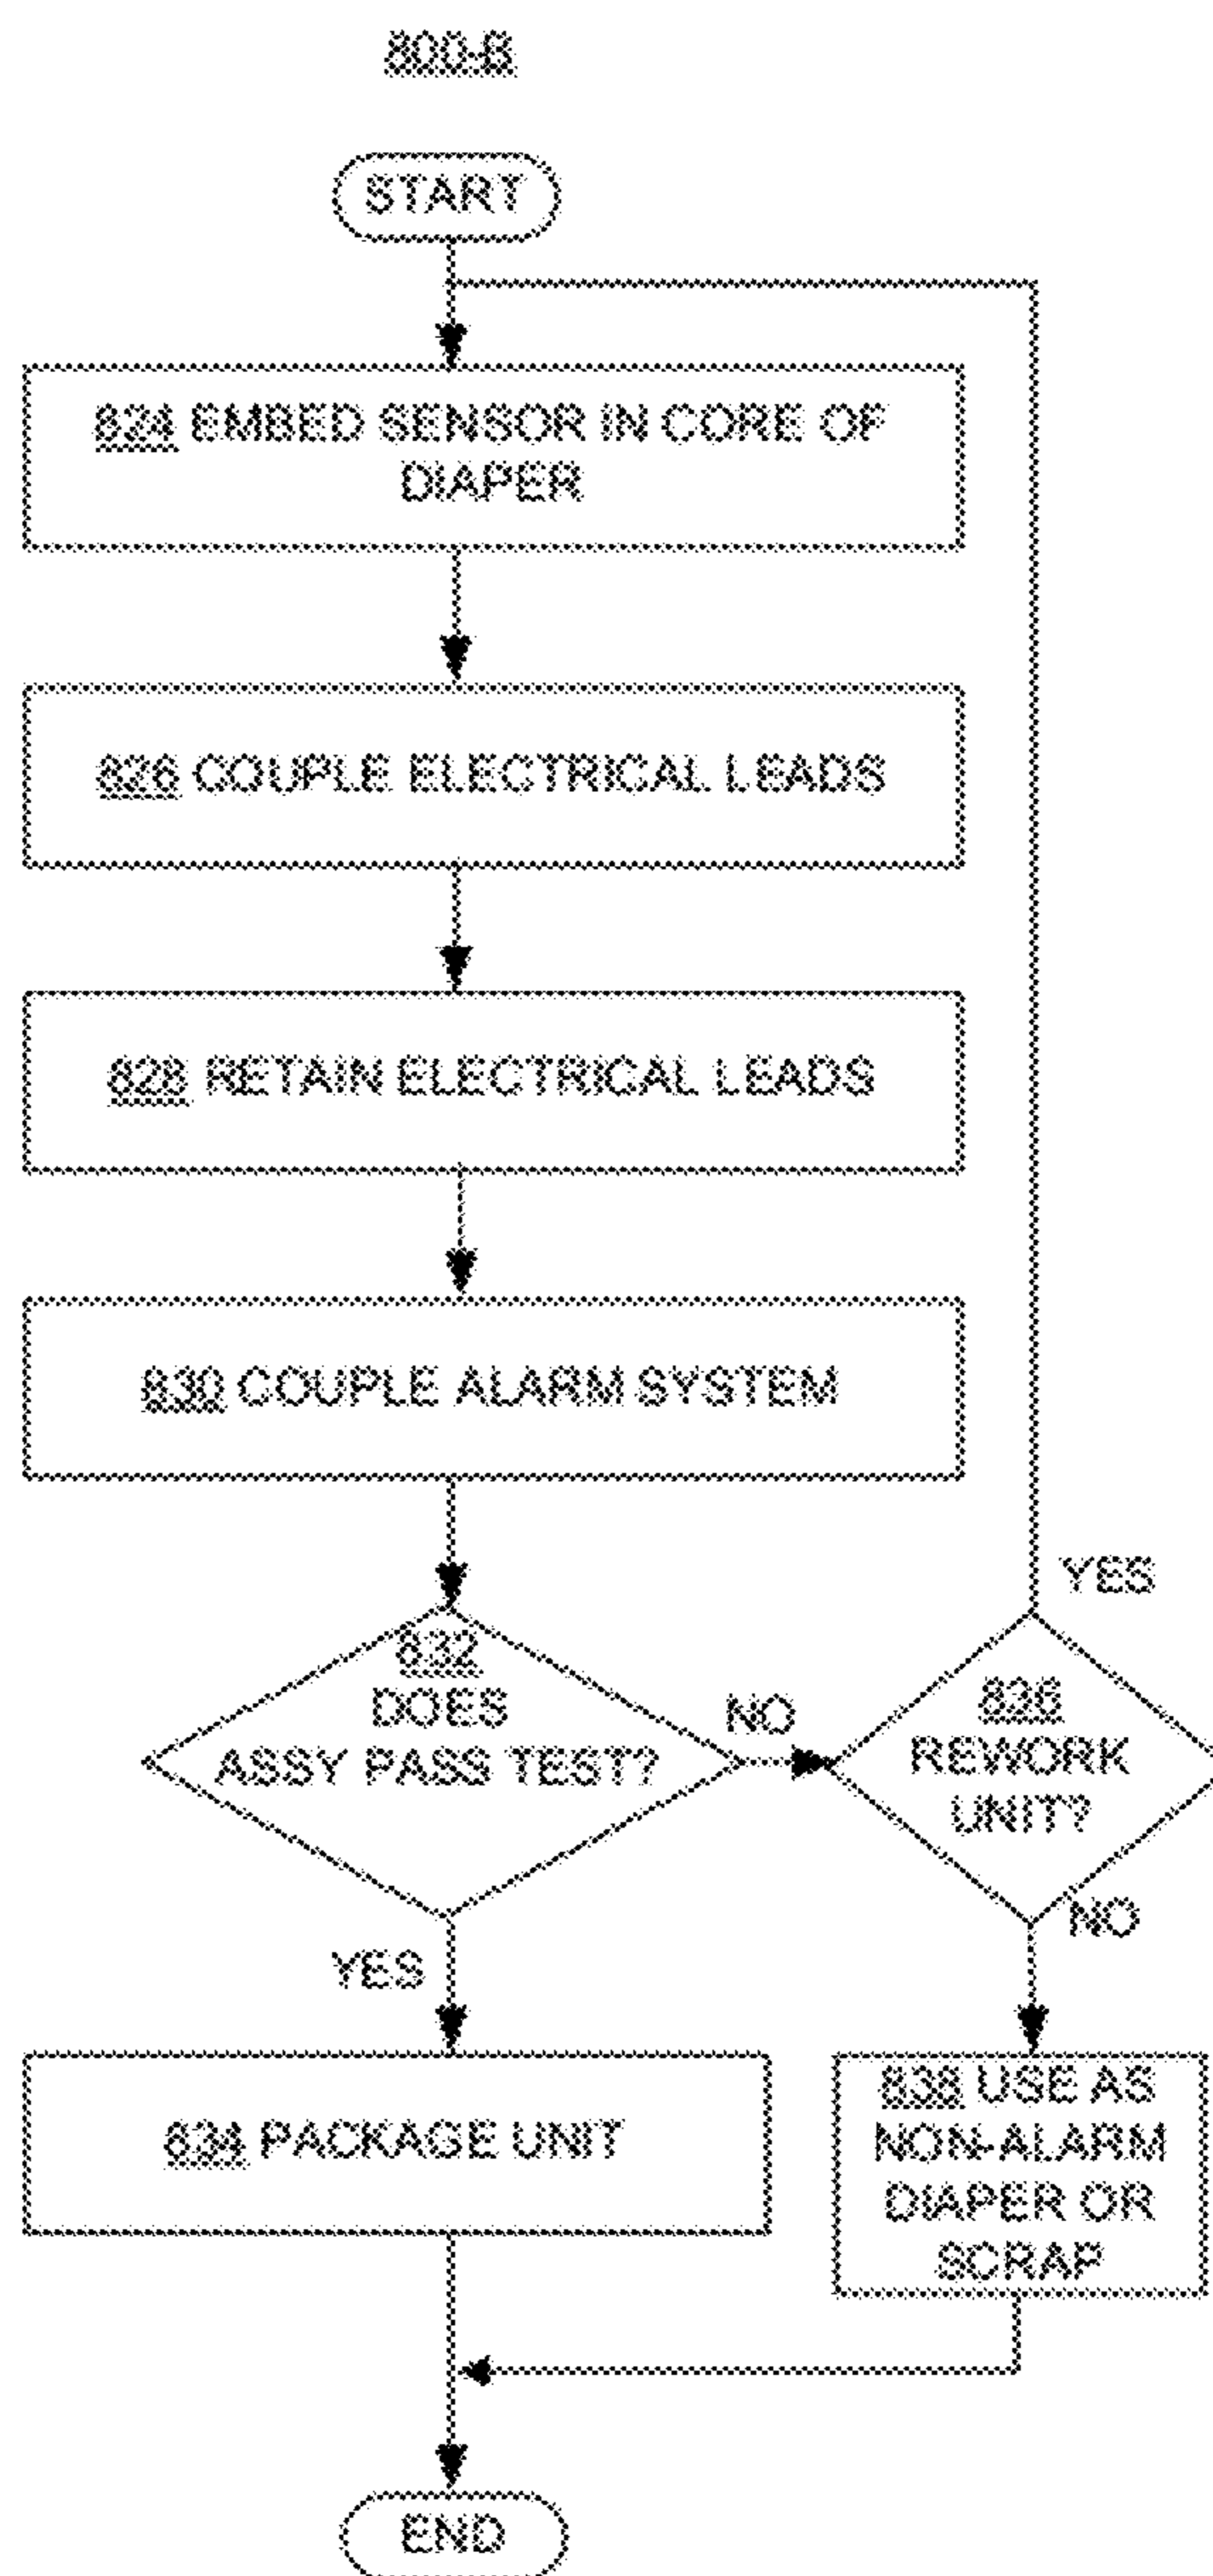 800-B
START
824 EMBED SENSOR IN CORE OF
DIAPER
826 COUPLE ELECTRICAL LEADS
828 RETAIN ELECTRICAL LEADS
830 COUPLE ALARM SYSTEM
832
DOES
ASSY PASS TEST?
NO
YES
836
REWORK
UNIT?
NO
YES
834 PACKAGE UNIT
838 USE AS
NON-ALARM
DIAPER OR
SCRAP
END